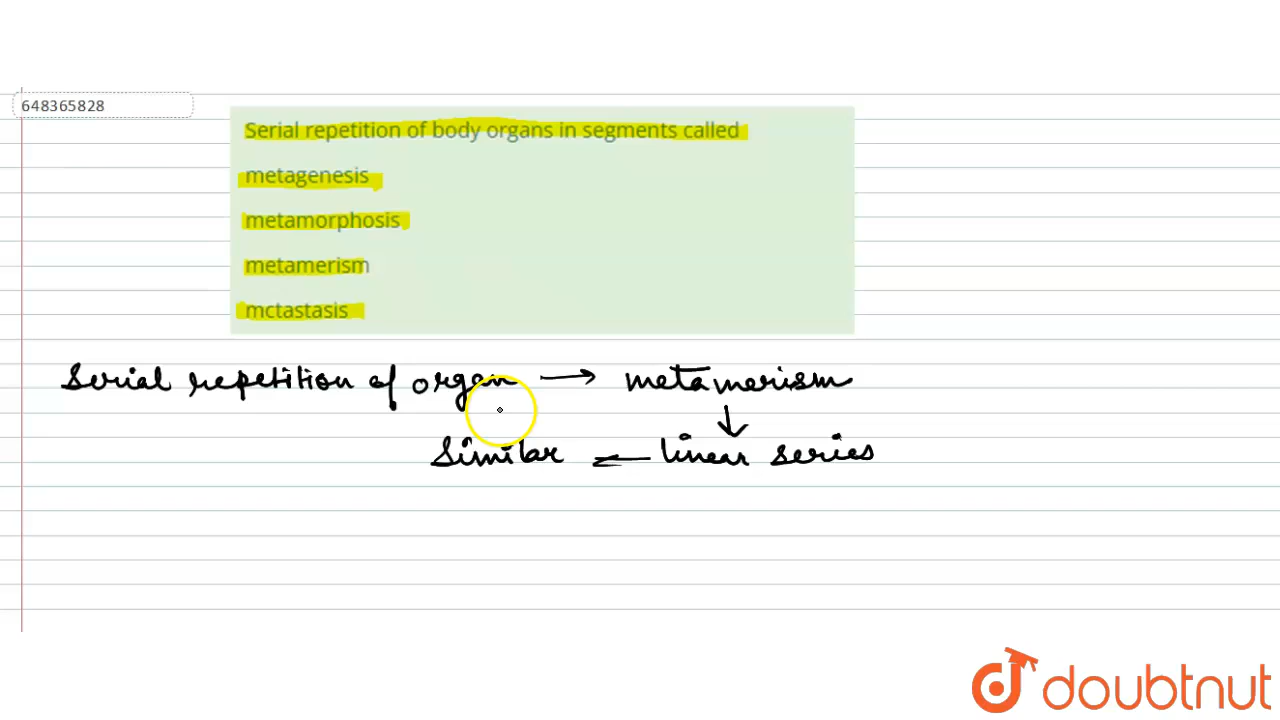 648365828
Serial repetition of body organs in segments called
metagenesis
metamorphosis
metamerism
mctastasis
Serial repetition of organ → metamerism
↓
Similar ← linear series
doubtnut